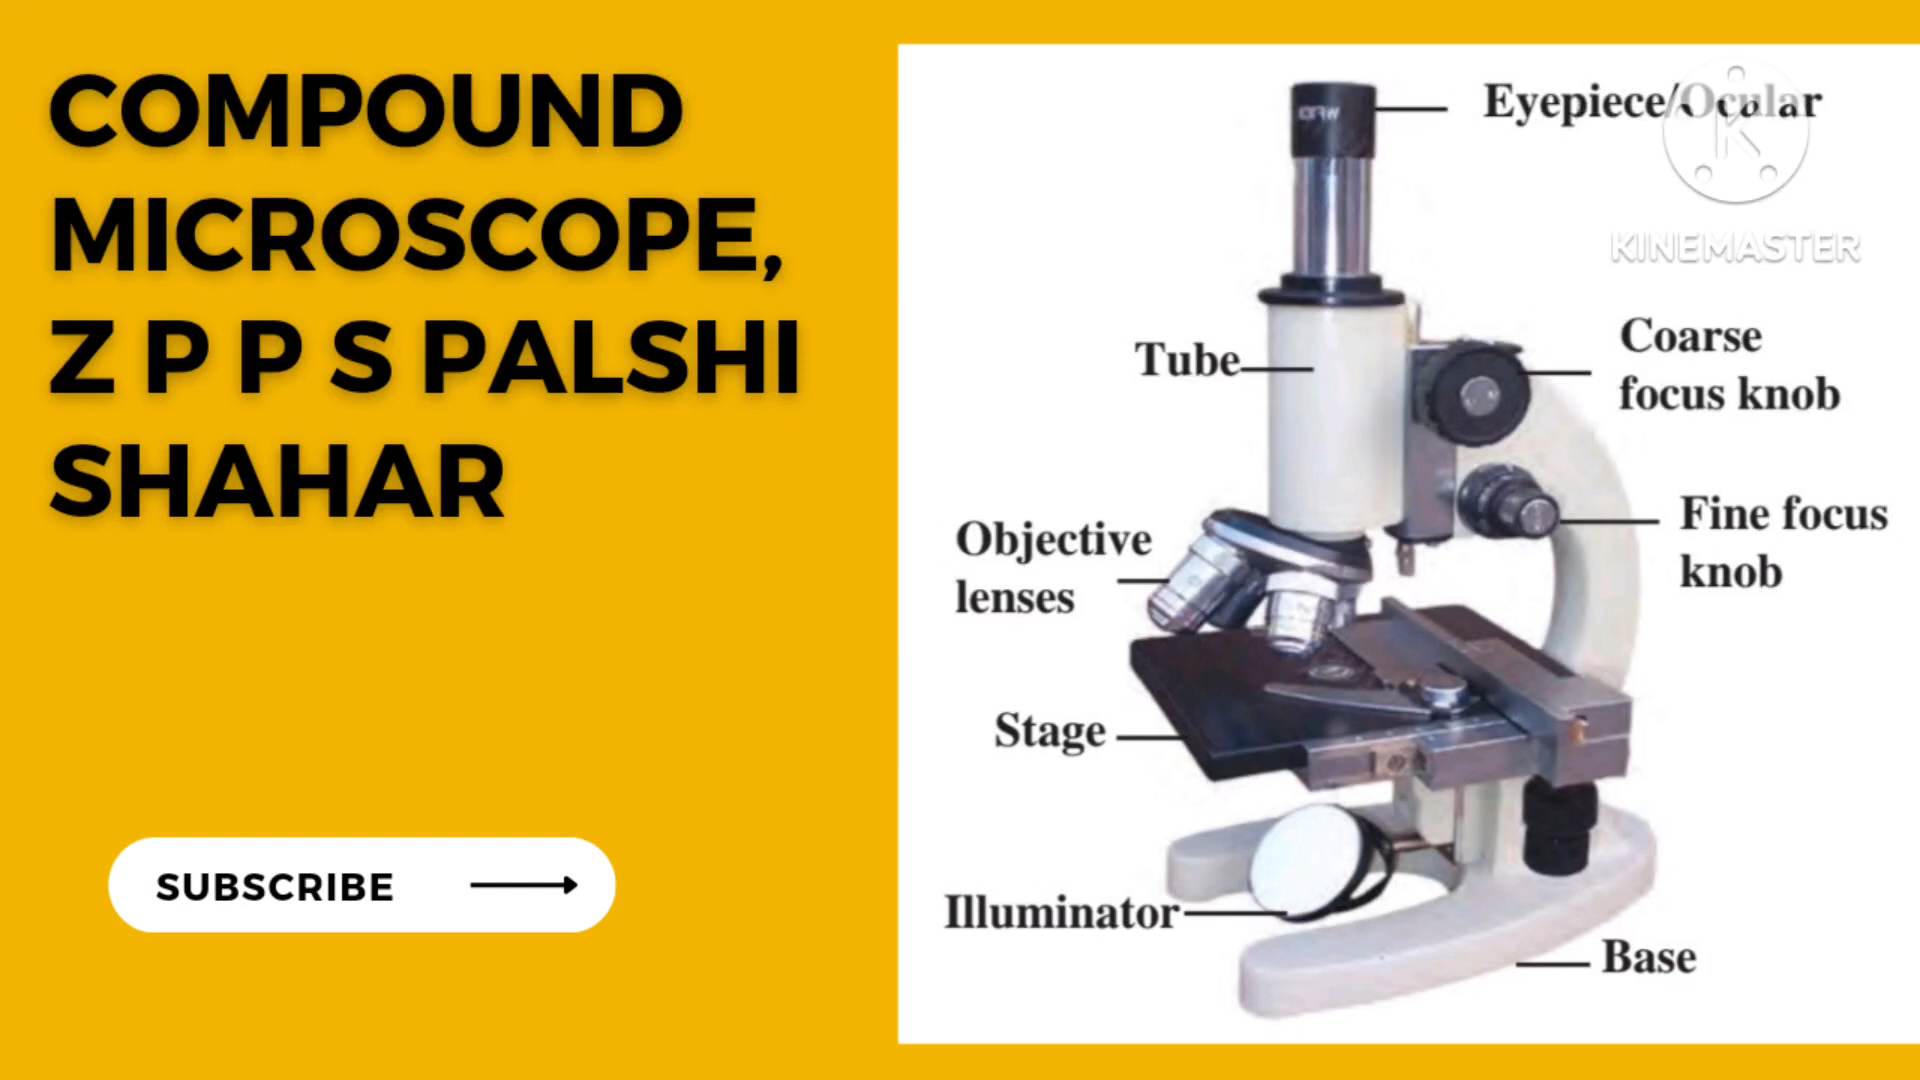 COMPOUND
MICROSCOPE,
Z P P S PALSHI
SHAHAR
SUBSCRIBE
Eyepiece/Ocular
KINEMASTER
Tube
Coarse
focus knob
Objective
lenses
Fine focus
knob
Stage
Illuminator
Base